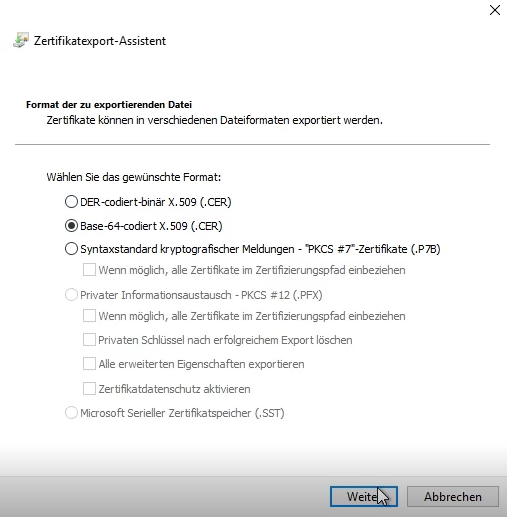 Zertifikatexport-Assistent
Format der zu exportierenden Datei
Zertifikate können in verschiedenen Dateiformaten exportiert werden.
Wählen Sie das gewünschte Format:
DER-codiert-binär X.509 (.CER)
Base-64-codiert X.509 (.CER)
Syntaxstandard kryptografischer Meldungen - "PKCS #7"-Zertifikate (.P7B)
Wenn möglich, alle Zertifikate im Zertifizierungspfad einbeziehen
Privater Informationsaustausch - PKCS #12 (.PFX)
Wenn möglich, alle Zertifikate im Zertifizierungspfad einbeziehen
Privaten Schlüssel nach erfolgreichem Export löschen
Alle erweiterten Eigenschaften exportieren
Zertifikatdatenschutz aktivieren
Microsoft Serieller Zertifikatspeicher (.SST)
Weiter Abbrechen